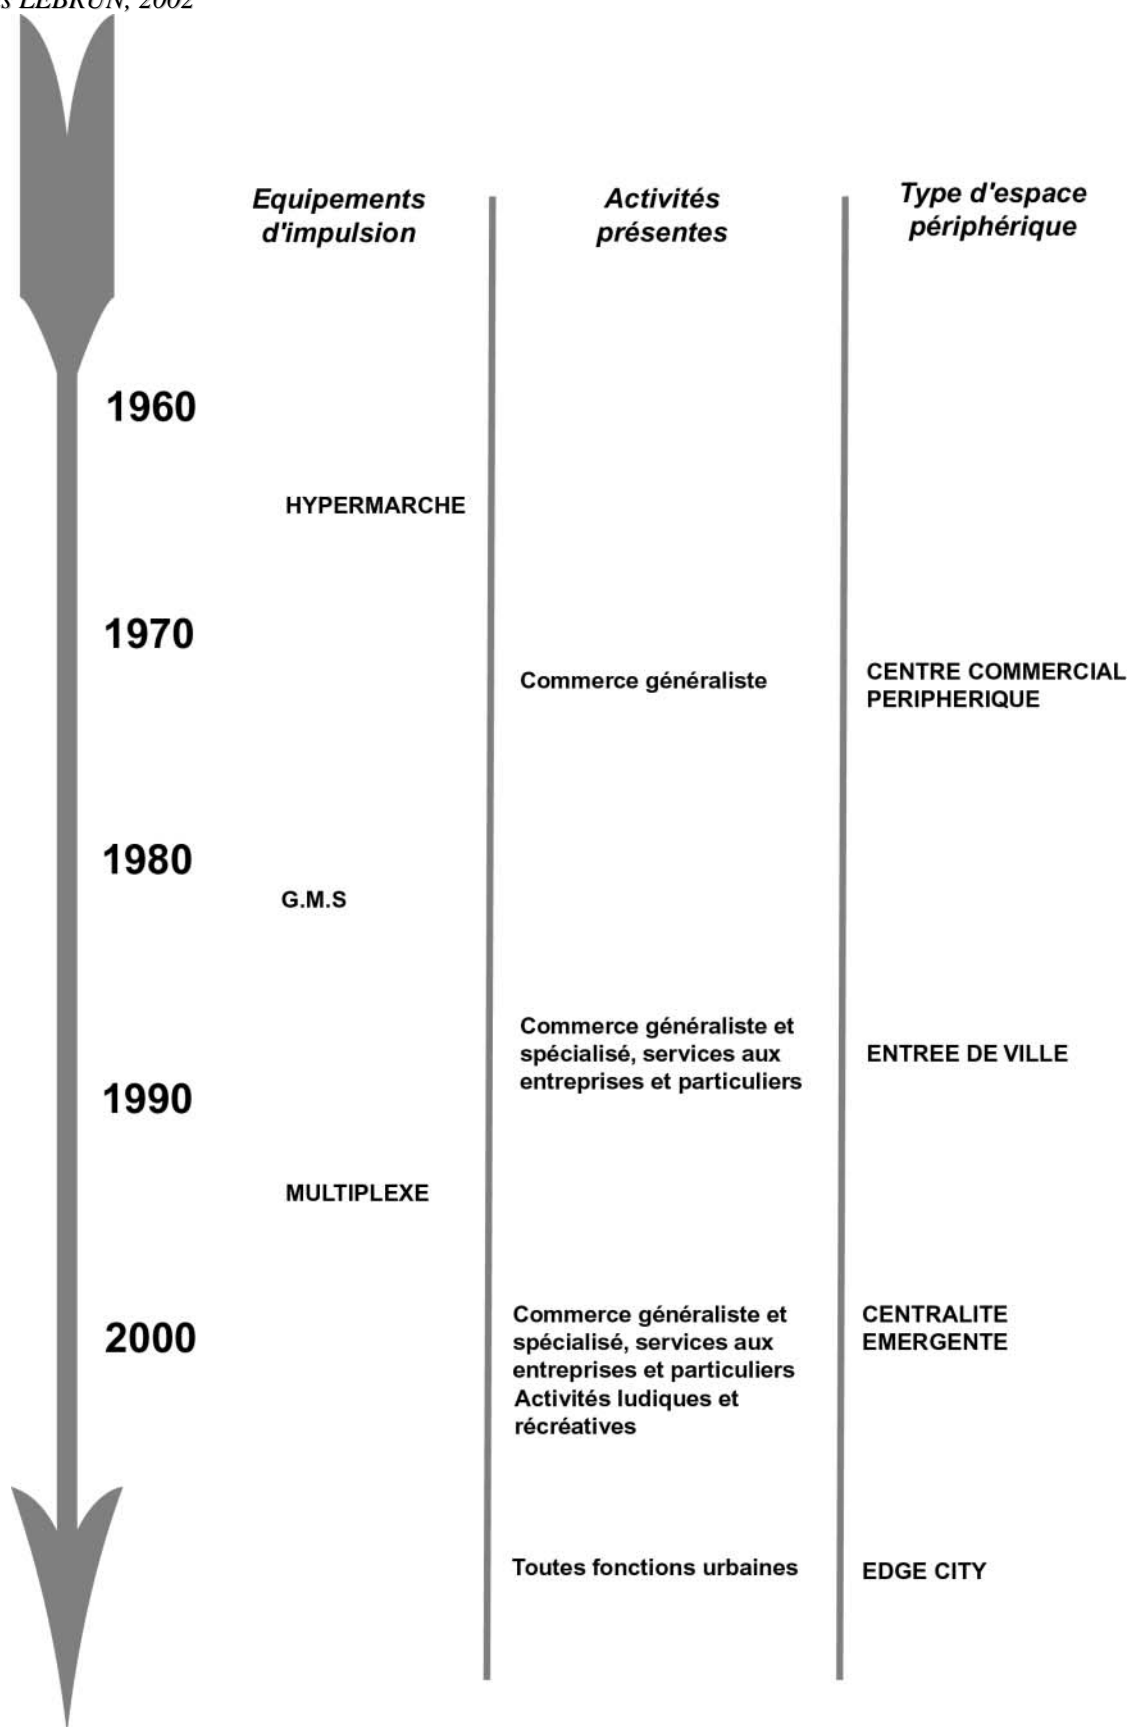 s LEBRUN, 2002
Equipements
d'impulsion
Activités
présentes
Type d'espace
périphérique
1960
HYPERMARCHE
1970
Commerce généraliste
CENTRE COMMERCIAL
PERIPHERIQUE
1980
G.M.S
Commerce généraliste et
spécialisé, services aux
entreprises et particuliers
ENTREE DE VILLE
1990
MULTIPLEXE
2000
Commerce généraliste et
spécialisé, services aux
entreprises et particuliers
Activités ludiques et
récréatives
CENTRALITE
EMERGENTE
Toutes fonctions urbaines
EDGE CITY